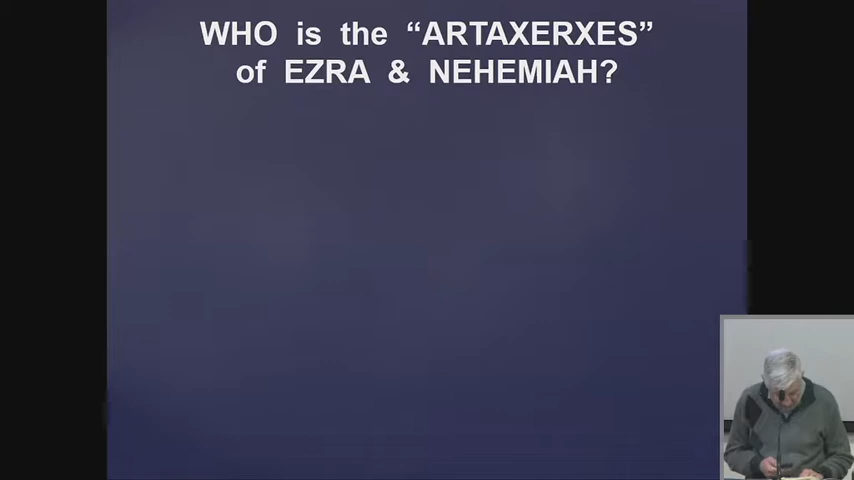 WHO is the “ARTAXERXES”
of EZRA & NEHEMIAH?